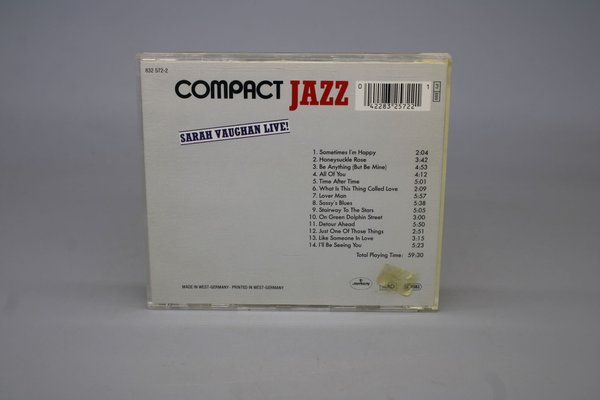 832 572-2
COMPACT JAZZ
0 42283 25722 1
SARAH VAUGHAN LIVE!
1. Sometimes I'm Happy 2:04
2. Honeysuckle Rose 3:42
3. Be Anything (But Be Mine) 4:53
4. All Of You 4:12
5. Time After Time 5:01
6. What Is This Thing Called Love 2:09
7. Lover Man 5:57
8. Sassy's Blues 5:38
9. Stairway To The Stars 5:05
10. On Green Dolphin Street 3:00
11. Detour Ahead 5:50
12. Just One Of Those Things 2:51
13. Like Someone In Love 3:15
14. I'll Be Seeing You 5:23
Total Playing Time: 59:30
MADE IN WEST-GERMANY · PRINTED IN WEST-GERMANY